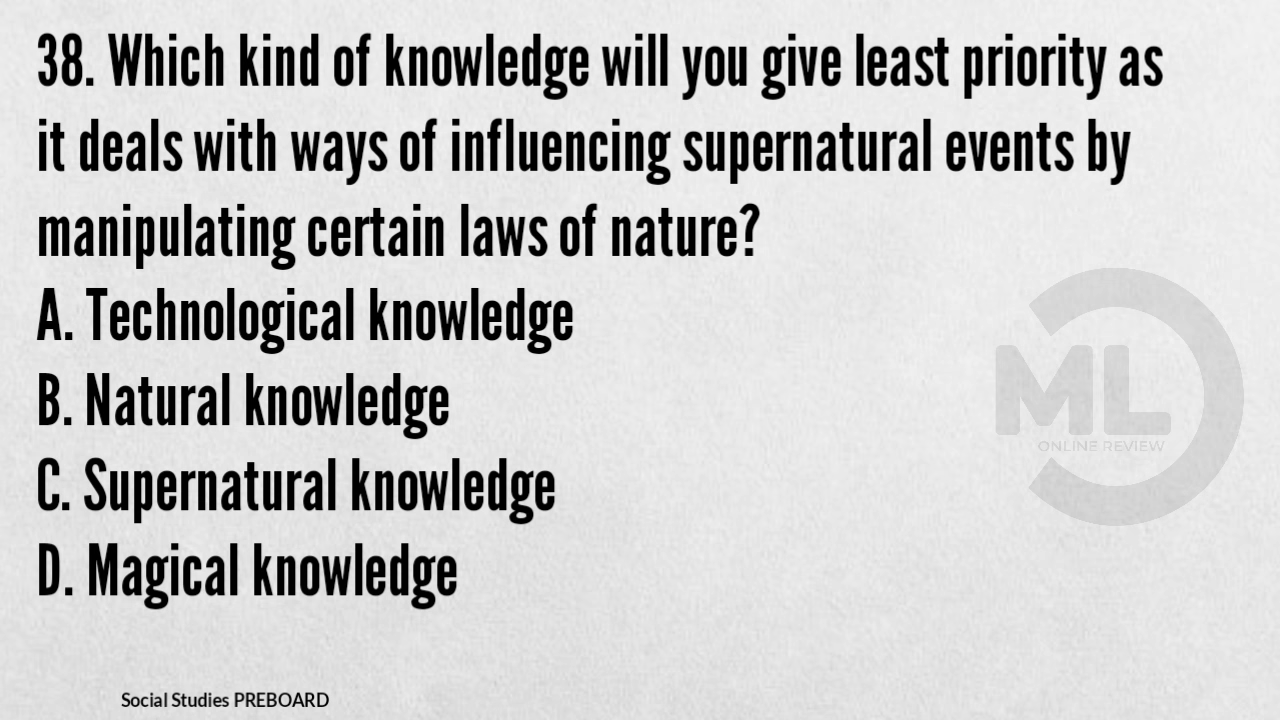 38. Which kind of knowledge will you give least priority as
it deals with ways of influencing supernatural events by
manipulating certain laws of nature?
A. Technological knowledge
B. Natural knowledge
C. Supernatural knowledge
D. Magical knowledge
ML
ONLINE REVIEW
Social Studies PREBOARD